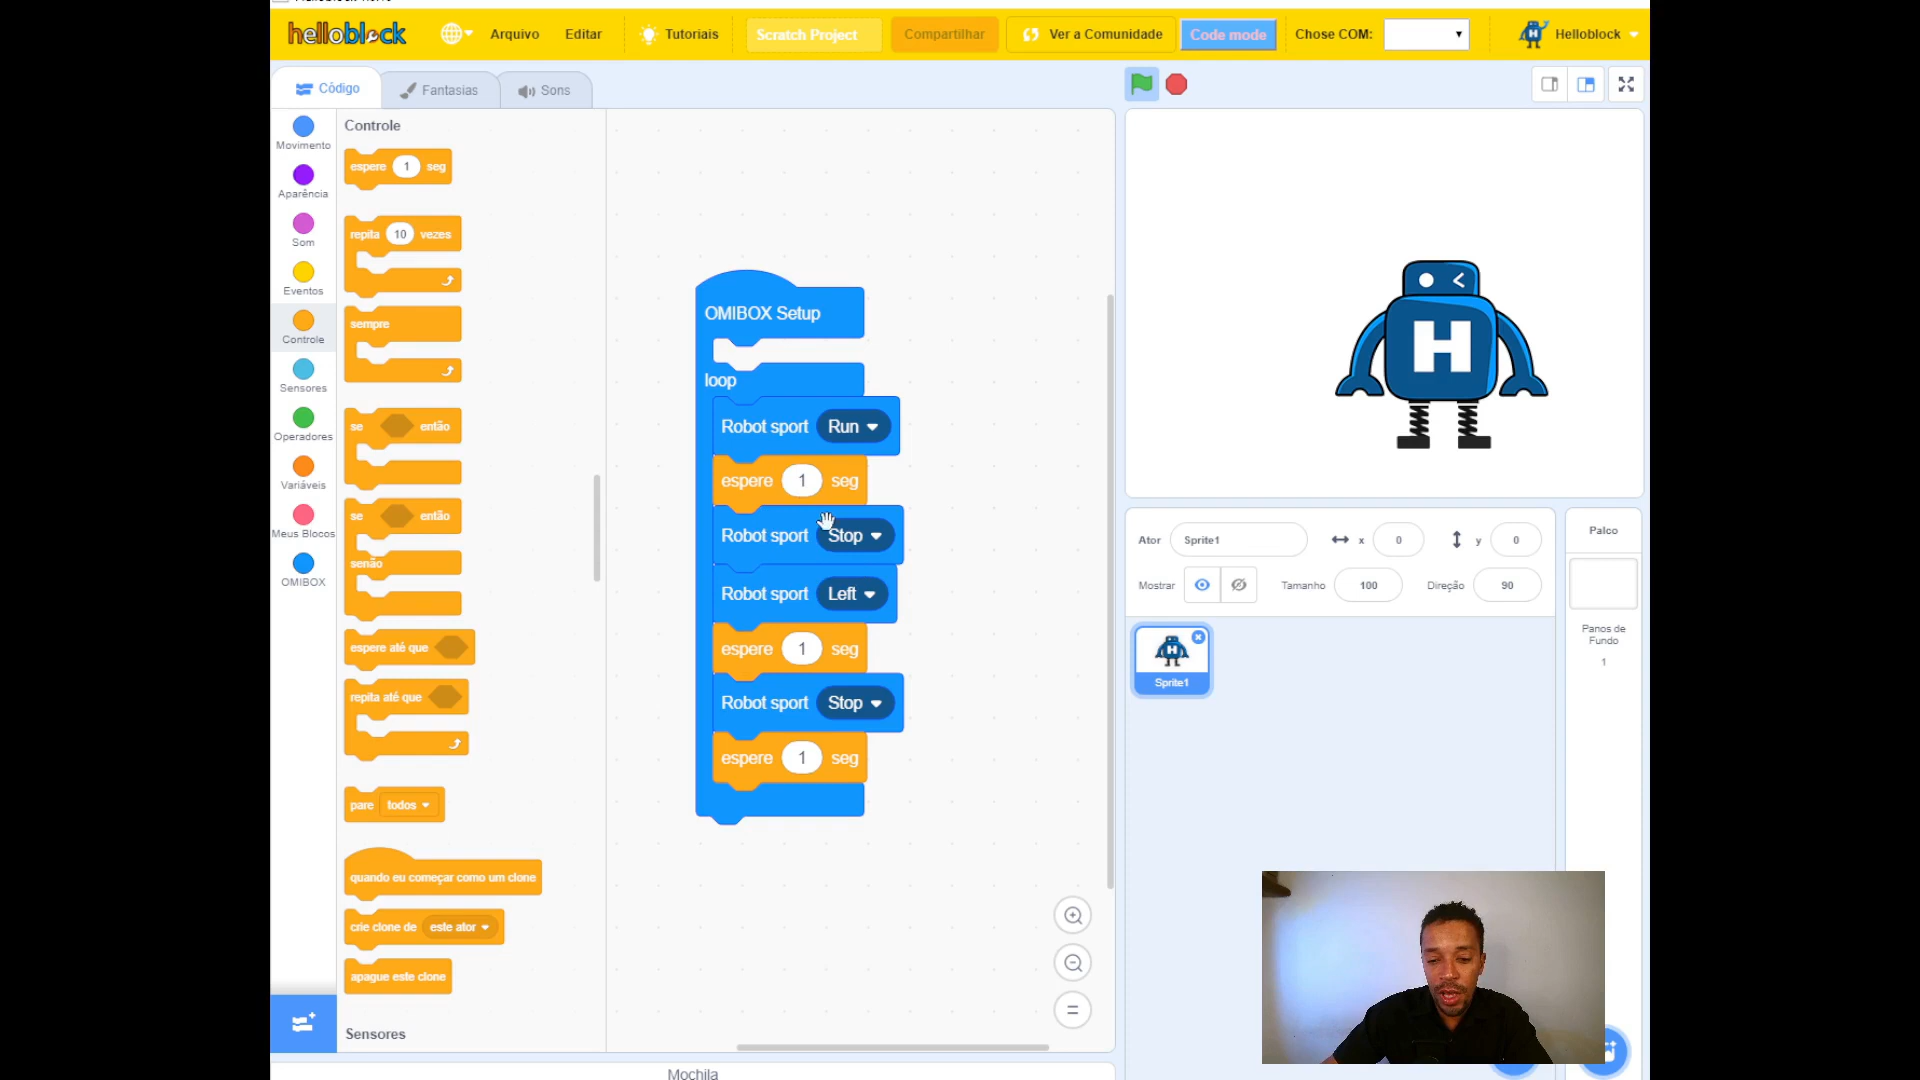 helloblock
Arquivo
Editar
Tutoriais
Scratch Project
Compartilhar
Ver a Comunidade
Code mode
Chose COM:
Helloblock
Código
Fantasias
Sons
Movimento
Aparência
Som
Eventos
Controle
Sensores
Operadores
Variáveis
Meus Blocos
OMIBOX
Controle
espere 1 seg
repita 10 vezes
sempre
se então
se então
senão
espere até que
repita até que
pare todos
quando eu começar como um clone
crie clone de este ator
apague este clone
Sensores
OMIBOX Setup
loop
Robot sport Run
espere 1 seg
Robot sport Stop
Robot sport Left
espere 1 seg
Robot sport Stop
espere 1 seg
Mochila
H
Ator Sprite1 x 0 y 0
Mostrar Tamanho 100 Direção 90
H
Sprite1
Palco
Panos de
Fundo
1